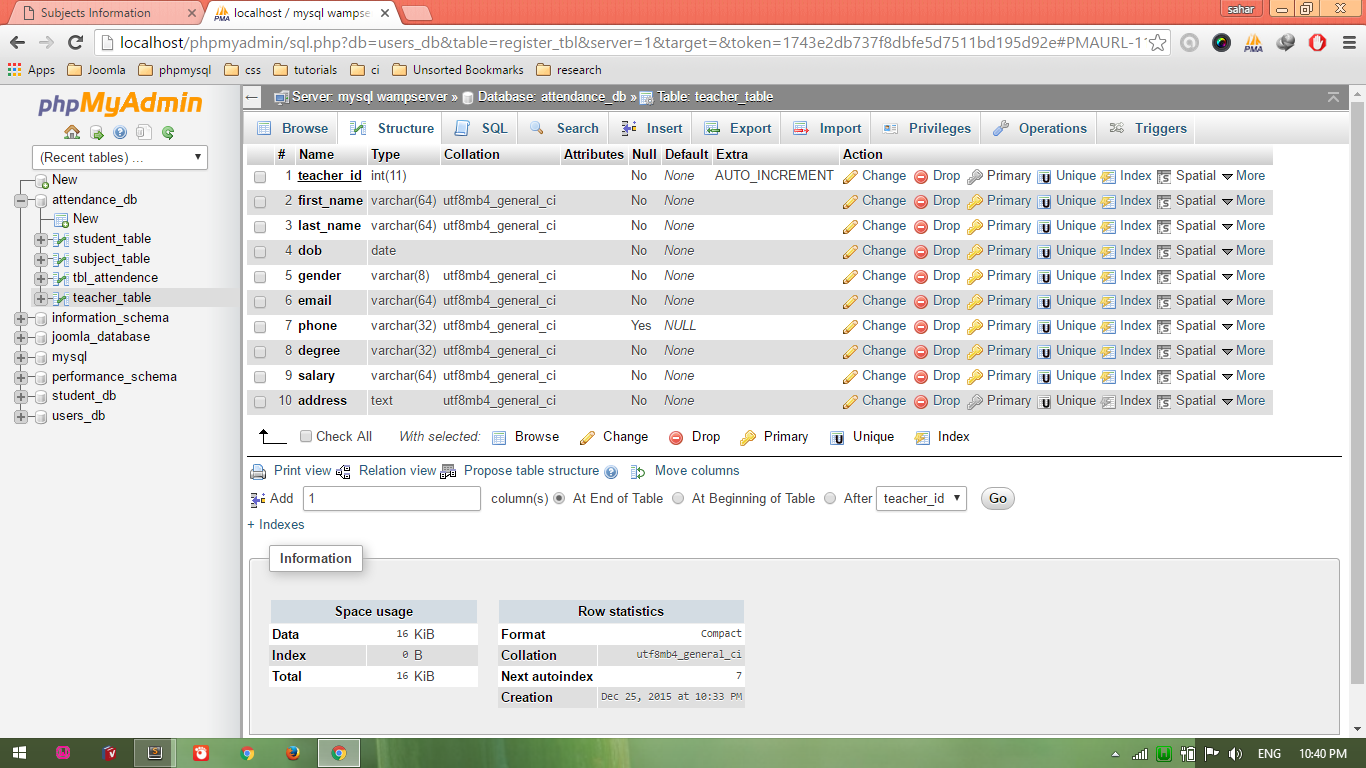 Subjects Information
localhost / mysql wampse
sahar
localhost/phpmyadmin/sql.php?db=users_db&table=register_tbl&server=1&target=&token=1743e2db737f8dbfe5d7511bd195d92e#PMAURL-1
Apps Joomla phpmysql css tutorials ci Unsorted Bookmarks research
phpMyAdmin
(Recent tables) ...
New
attendance_db
New
student_table
subject_table
tbl_attendence
teacher_table
information_schema
joomla_database
mysql
performance_schema
student_db
users_db
Server: mysql wampserver » Database: attendance_db » Table: teacher_table
Browse Structure SQL Search Insert Export Import Privileges Operations Triggers
# Name Type Collation Attributes Null Default Extra Action
1 teacher_id int(11) No None AUTO_INCREMENT Change Drop Primary Unique Index Spatial More
2 first_name varchar(64) utf8mb4_general_ci No None Change Drop Primary Unique Index Spatial More
3 last_name varchar(64) utf8mb4_general_ci No None Change Drop Primary Unique Index Spatial More
4 dob date No None Change Drop Primary Unique Index Spatial More
5 gender varchar(8) utf8mb4_general_ci No None Change Drop Primary Unique Index Spatial More
6 email varchar(64) utf8mb4_general_ci No None Change Drop Primary Unique Index Spatial More
7 phone varchar(32) utf8mb4_general_ci Yes NULL Change Drop Primary Unique Index Spatial More
8 degree varchar(32) utf8mb4_general_ci No None Change Drop Primary Unique Index Spatial More
9 salary varchar(64) utf8mb4_general_ci No None Change Drop Primary Unique Index Spatial More
10 address text utf8mb4_general_ci No None Change Drop Primary Unique Index Spatial More
Check All With selected: Browse Change Drop Primary Unique Index
Print view Relation view Propose table structure Move columns
Add 1 column(s) At End of Table At Beginning of Table After teacher_id Go
+ Indexes
Information
Space usage
Data 16 KiB
Index 0 B
Total 16 KiB
Row statistics
Format Compact
Collation utf8mb4_general_ci
Next autoindex 7
Creation Dec 25, 2015 at 10:33 PM
ENG 10:40 PM